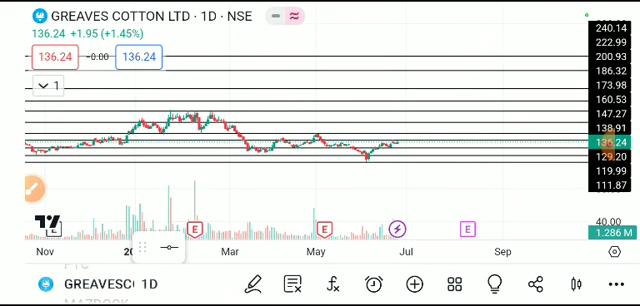 GREAVES COTTON LTD · 1D · NSE
136.24 +1.95 (+1.45%)
136.24 -0.00 136.24
1
240.14
222.99
200.93
186.32
173.98
160.53
147.27
138.91
136.24
129.20
119.99
111.87
40.00
1.286 M
E E E E
Nov Mar May Jul Sep
GREAVESCO 1D
MAZDOCK